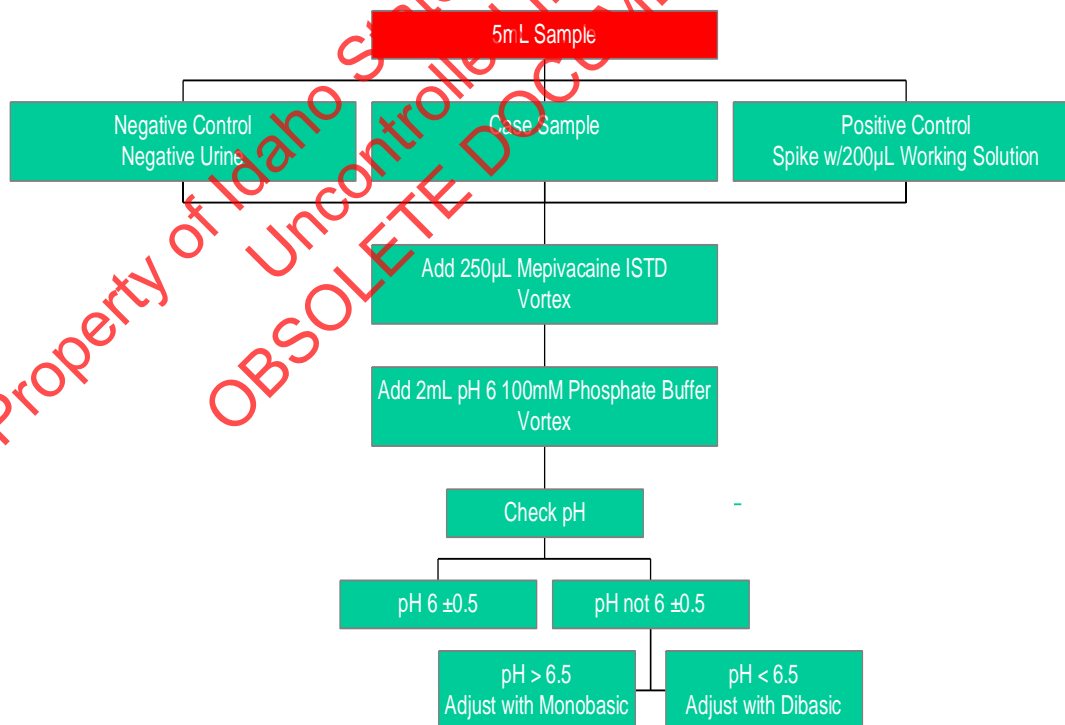 5mL Sample
Negative Control
Negative Urine
Case Sample
Positive Control
Spike w/200µL Working Solution
Add 250µL Mepivacaine ISTD
Vortex
Add 2mL pH 6 100mM Phosphate Buffer
Vortex
Check pH
pH 6 ±0.5
pH not 6 ±0.5
pH > 6.5
Adjust with Monobasic
pH < 6.5
Adjust with Dibasic
Property of Idaho State
Uncontrolled
OBSOLETE